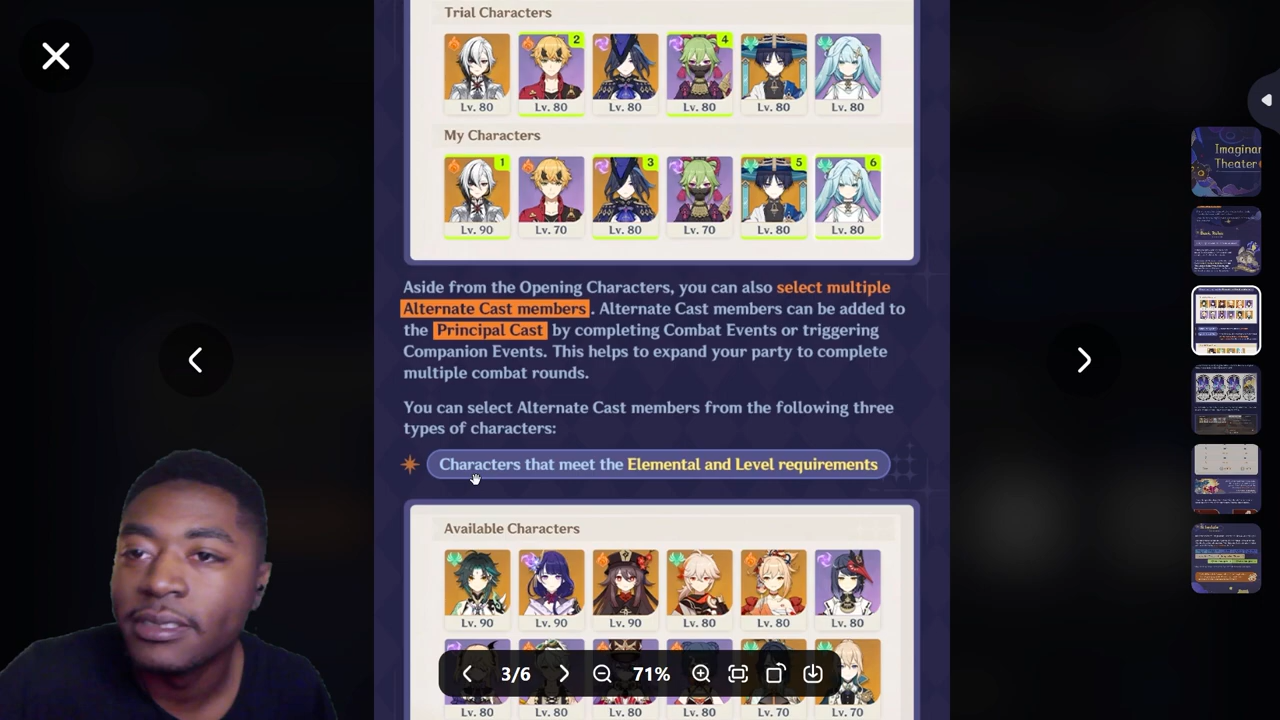 Trial Characters
2
4
Lv. 80 Lv. 80 Lv. 80 Lv. 80 Lv. 80 Lv. 80
My Characters
1 3 5 6
Lv. 90 Lv. 70 Lv. 80 Lv. 70 Lv. 80 Lv. 80
Aside from the Opening Characters, you can also select multiple
Alternate Cast members. Alternate Cast members can be added to
the Principal Cast by completing Combat Events or triggering
Companion Events. This helps to expand your party to complete
multiple combat rounds.
You can select Alternate Cast members from the following three
types of characters:
Characters that meet the Elemental and Level requirements
Available Characters
Lv. 90 Lv. 90 Lv. 90 Lv. 80 Lv. 80 Lv. 80
Lv. 80 Lv. 80 Lv. 80 Lv. 80 Lv. 70 Lv. 70
3/6 71%
Imaginar
Theater